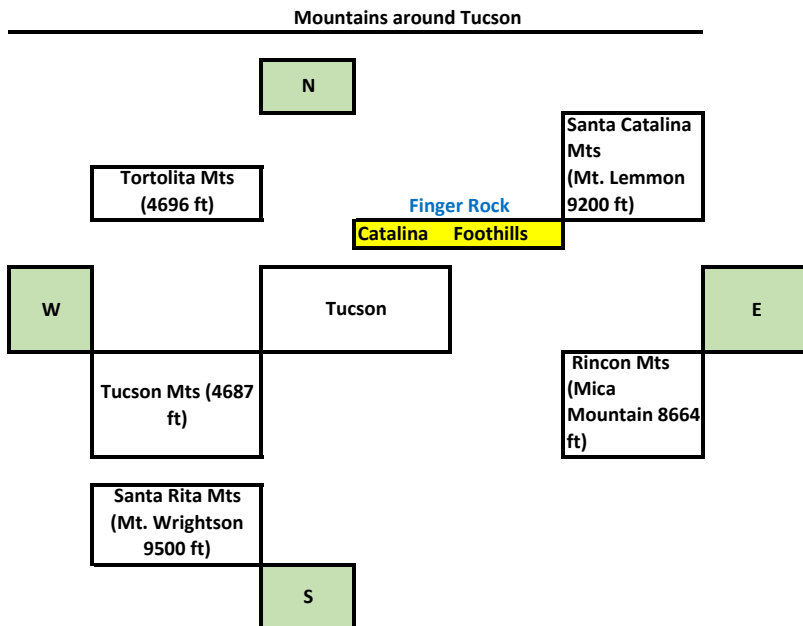 Mountains around Tucson
N
Santa Catalina
Mts
(Mt. Lemmon
9200 ft)
Tortolita Mts
(4696 ft)
Finger Rock
Catalina Foothills
W
Tucson
E
Tucson Mts (4687
ft)
Rincon Mts
(Mica
Mountain 8664
ft)
Santa Rita Mts
(Mt. Wrightson
9500 ft)
S